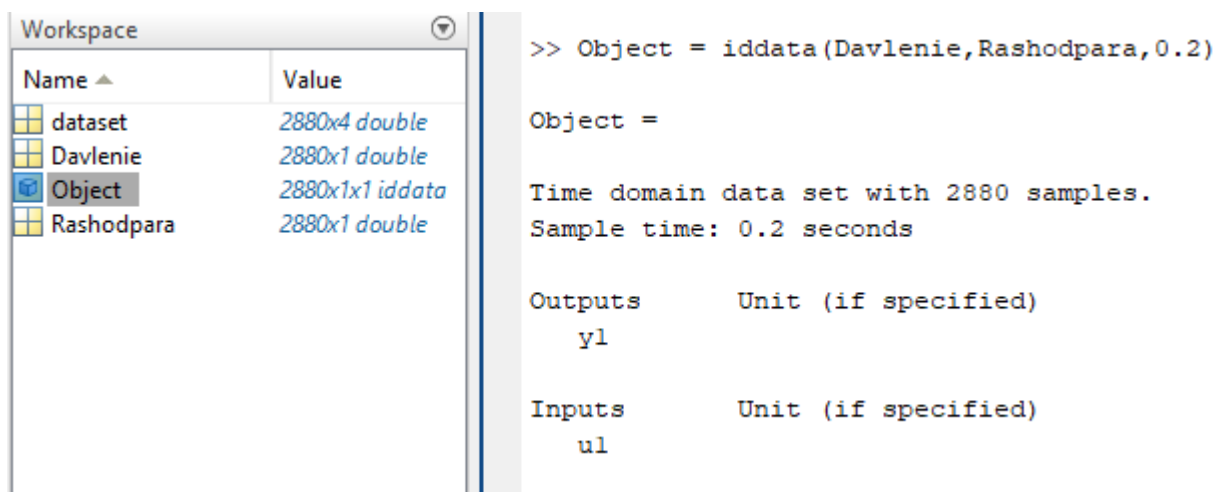 Workspace
Name Value
dataset 2880x4 double
Davlenie 2880x1 double
Object 2880x1x1 iddata
Rashodpara 2880x1 double
>> Object = iddata(Davlenie,Rashodpara,0.2)
Object =
Time domain data set with 2880 samples.
Sample time: 0.2 seconds
Outputs Unit (if specified)
y1
Inputs Unit (if specified)
u1